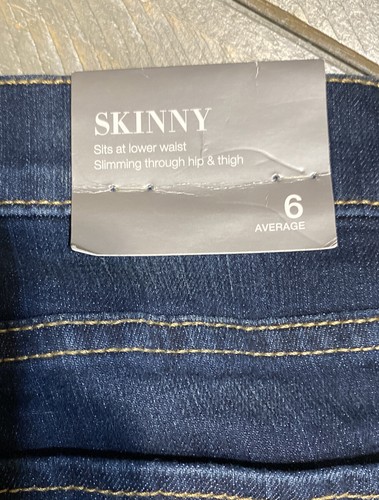 SKINNY
Sits at lower waist
Slimming through hip & thigh
6
AVERAGE